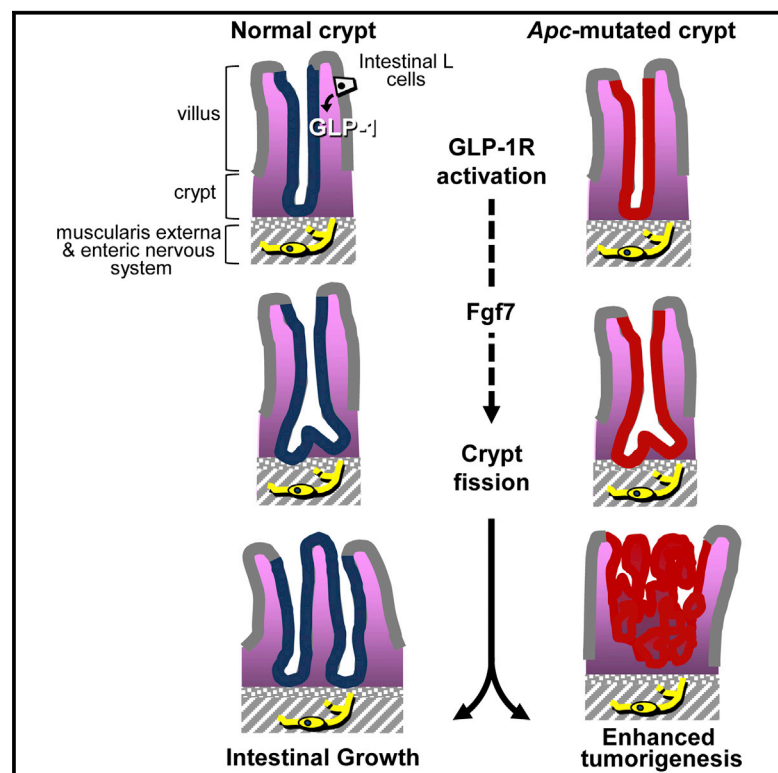 Normal crypt
Apc-mutated crypt
Intestinal L
cells
villus
GLP-1
GLP-1R
activation
crypt
muscularis externa
& enteric nervous
system
Fgf7
Crypt
fission
Intestinal Growth
Enhanced
tumorigenesis